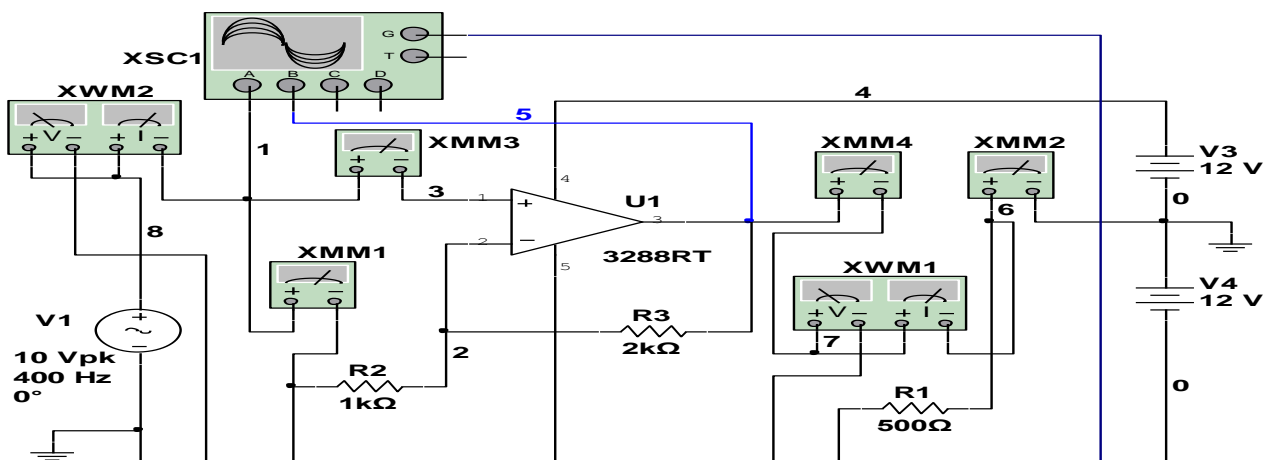 G
XSC1
T
A B C D
XWM2
4
+ V − + I −
5
1
XMM3
XMM4
XMM2
V3
12 V
+ −
4
3
1
+
U1
3
+ −
+ −
0
6
8
2
−
3288RT
XMM1
5
XWM1
V4
12 V
+ −
+ V − + I −
V1
+
~
−
R3
2kΩ
7
10 Vpk
400 Hz
0°
2
R2
1kΩ
R1
500Ω
0